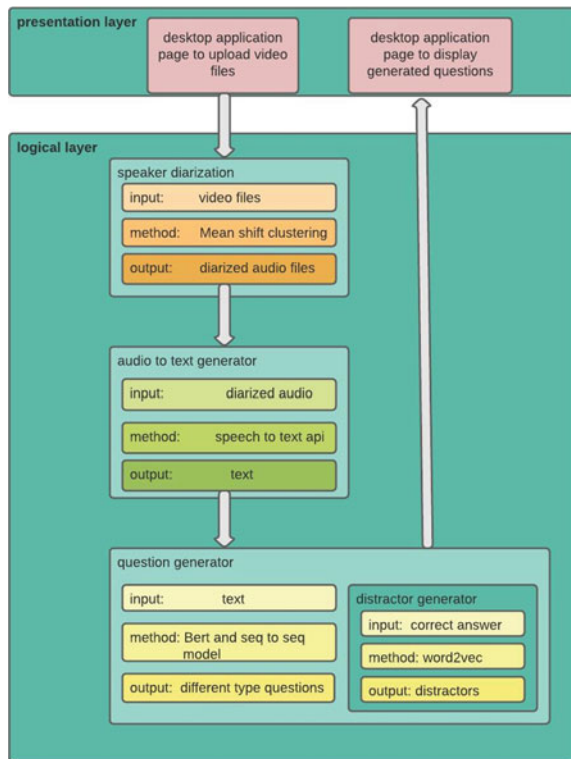 presentation layer
desktop application
page to upload video
files
desktop application
page to display
generated questions
logical layer
speaker diarization
input: video files
method: Mean shift clustering
output: diarized audio files
audio to text generator
input: diarized audio
method: speech to text api
output: text
question generator
input: text
method: Bert and seq to seq
model
output: different type questions
distractor generator
input: correct answer
method: word2vec
output: distractors